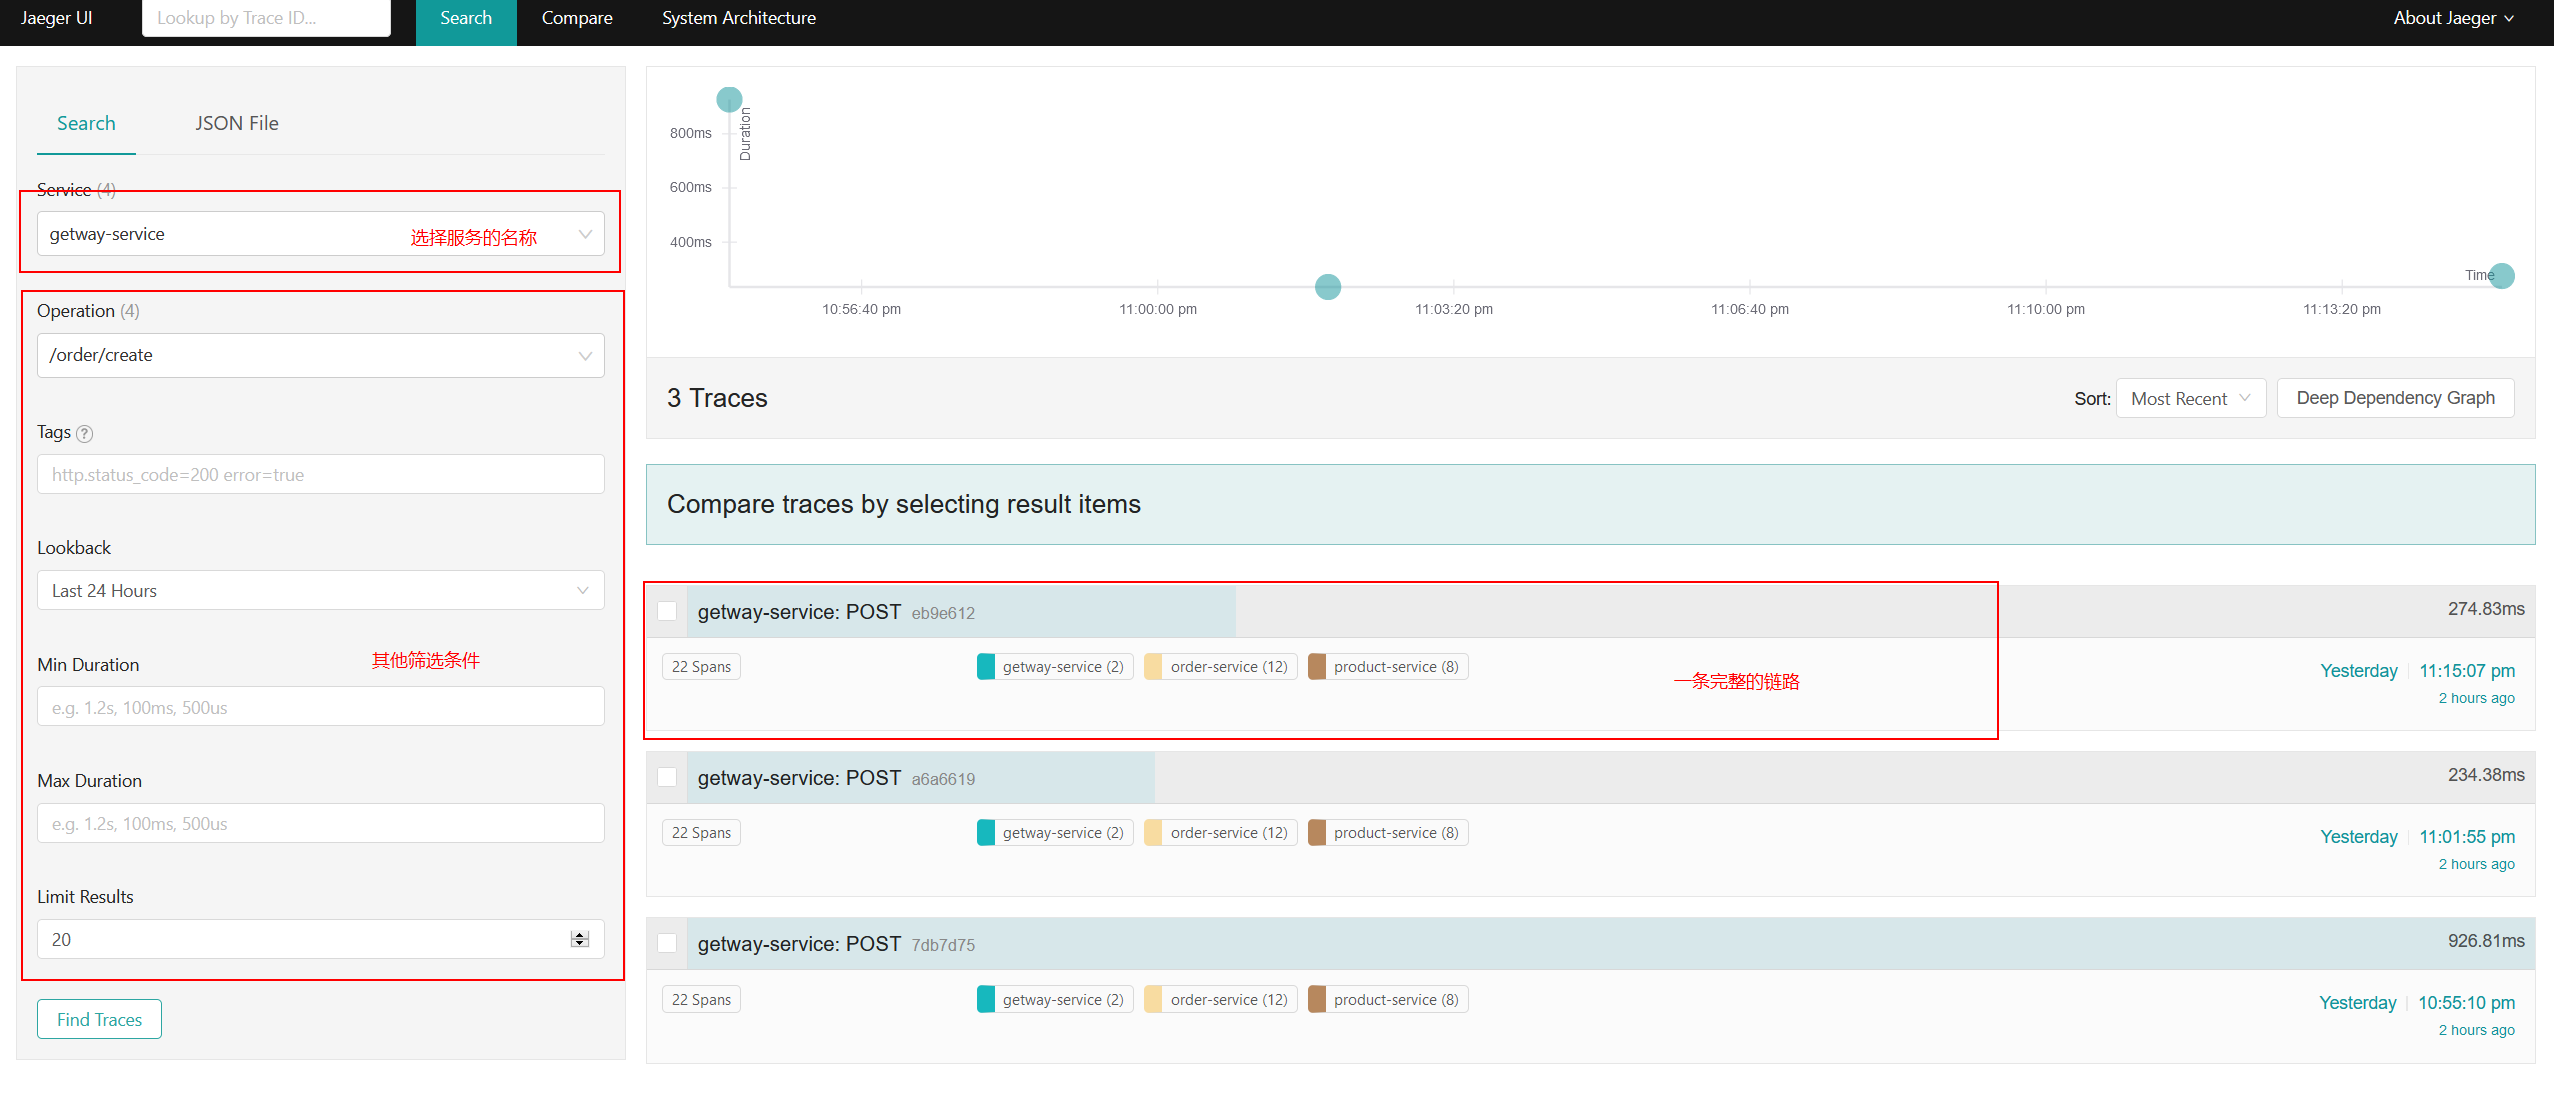 Jaeger UI
Lookup by Trace ID...
Search
Compare
System Architecture
About Jaeger
Search
JSON File
Service (4)
getway-service
选择服务的名称
Operation (4)
/order/create
Tags ?
http.status_code=200 error=true
Lookback
Last 24 Hours
Min Duration
其他筛选条件
e.g. 1.2s, 100ms, 500us
Max Duration
e.g. 1.2s, 100ms, 500us
Limit Results
20
Find Traces
Duration
800ms
600ms
400ms
Time
10:56:40 pm
11:00:00 pm
11:03:20 pm
11:06:40 pm
11:10:00 pm
11:13:20 pm
3 Traces
Sort: Most Recent
Deep Dependency Graph
Compare traces by selecting result items
getway-service: POST eb9e612
274.83ms
22 Spans
getway-service (2)
order-service (12)
product-service (8)
一条完整的链路
Yesterday
11:15:07 pm
2 hours ago
getway-service: POST a6a6619
234.38ms
22 Spans
getway-service (2)
order-service (12)
product-service (8)
Yesterday
11:01:55 pm
2 hours ago
getway-service: POST 7db7d75
926.81ms
22 Spans
getway-service (2)
order-service (12)
product-service (8)
Yesterday
10:55:10 pm
2 hours ago